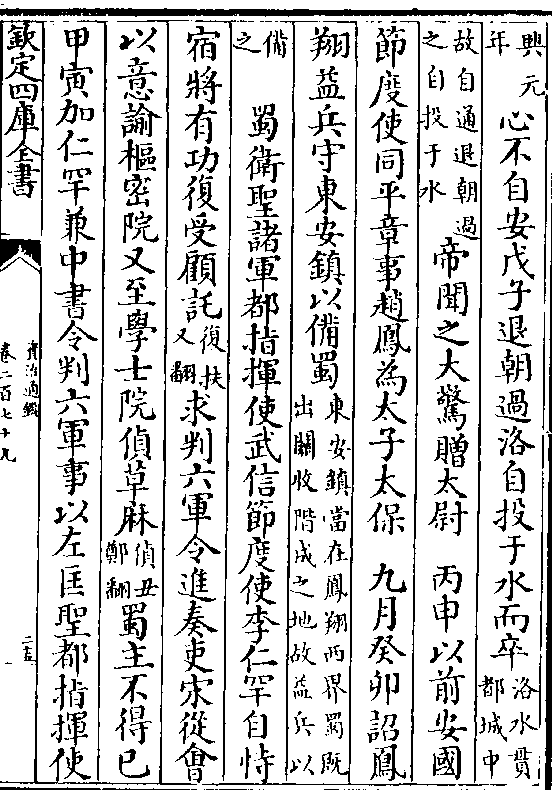 興元年心不自安戊子退朝過洛自投于水而卒洛水貫都城中
故自通退朝過之自投于水帝聞之大驚贈太尉 丙申以前安國
節度使同平章事趙鳳為太子太保 九月癸卯詔鳳
翔益兵守東安鎮以備蜀東安鎮當在鳳翔西界蜀既出關收階成之地故益兵以
備之 蜀衛聖諸軍都指揮使武信節度使李仁罕自恃
宿將有功復受顧託復扶又翻求判六軍令進奏吏宋從會
以意諭樞密院又至學士院偵草麻偵丑鄭翻蜀主不得已
甲寅加仁罕兼中書令判六軍事以左匡聖都指揮使
欽定四庫全書
資治通鑑
卷二百七十九
二十五